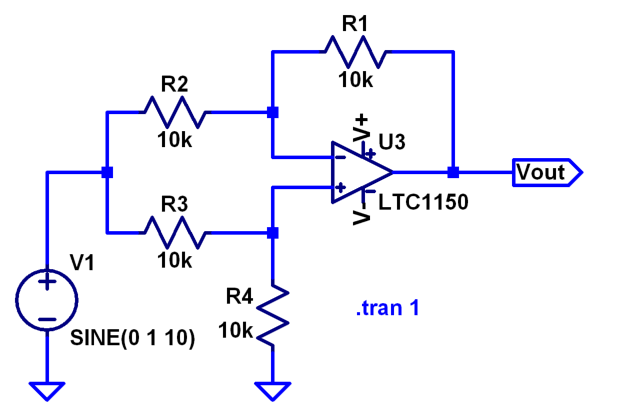 R1
10k
R2
10k
V+
U3
LTC1150
V-
Vout
R3
10k
V1
SINE(0 1 10)
R4
10k
.tran 1